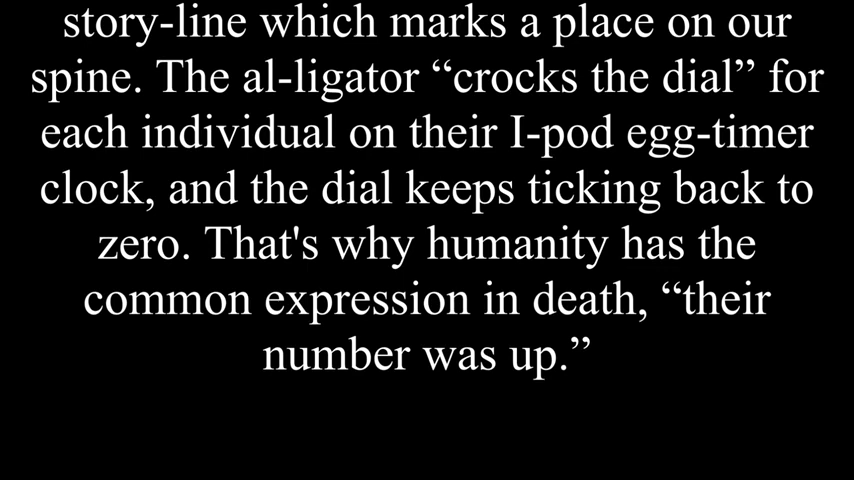 story-line which marks a place on our
spine. The al-ligator “crocks the dial” for
each individual on their I-pod egg-timer
clock, and the dial keeps ticking back to
zero. That's why humanity has the
common expression in death, “their
number was up.”